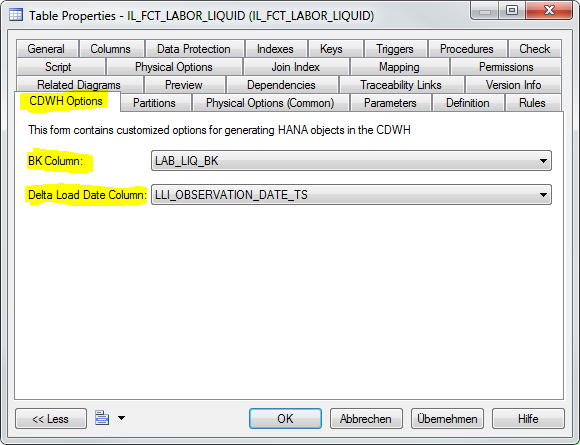 Table Properties - IL_FCT_LABOR_LIQUID (IL_FCT_LABOR_LIQUID)
General Columns Data Protection Indexes Keys Triggers Procedures Check
Script Physical Options Join Index Mapping Permissions
Related Diagrams Preview Dependencies Traceability Links Version Info
CDWH Options Partitions Physical Options (Common) Parameters Definition Rules
This form contains customized options for generating HANA objects in the CDWH
BK Column: LAB_LIQ_BK
Delta Load Date Column: LLI_OBSERVATION_DATE_TS
<< Less OK Abbrechen Übernehmen Hilfe